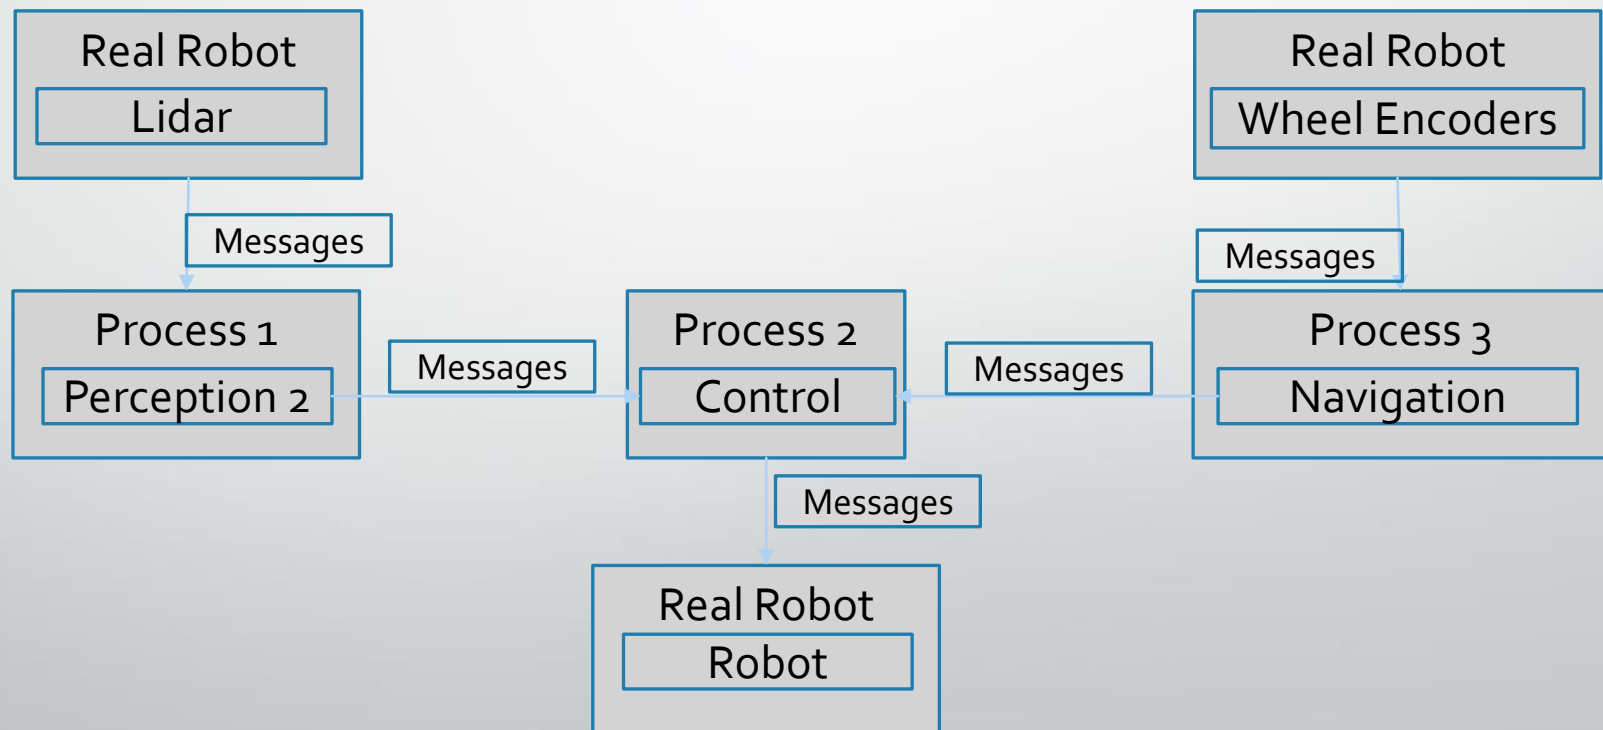 Real Robot
Lidar
Real Robot
Wheel Encoders
Messages
Messages
Process 1
Perception 2
Messages
Process 2
Control
Messages
Process 3
Navigation
Messages
Real Robot
Robot